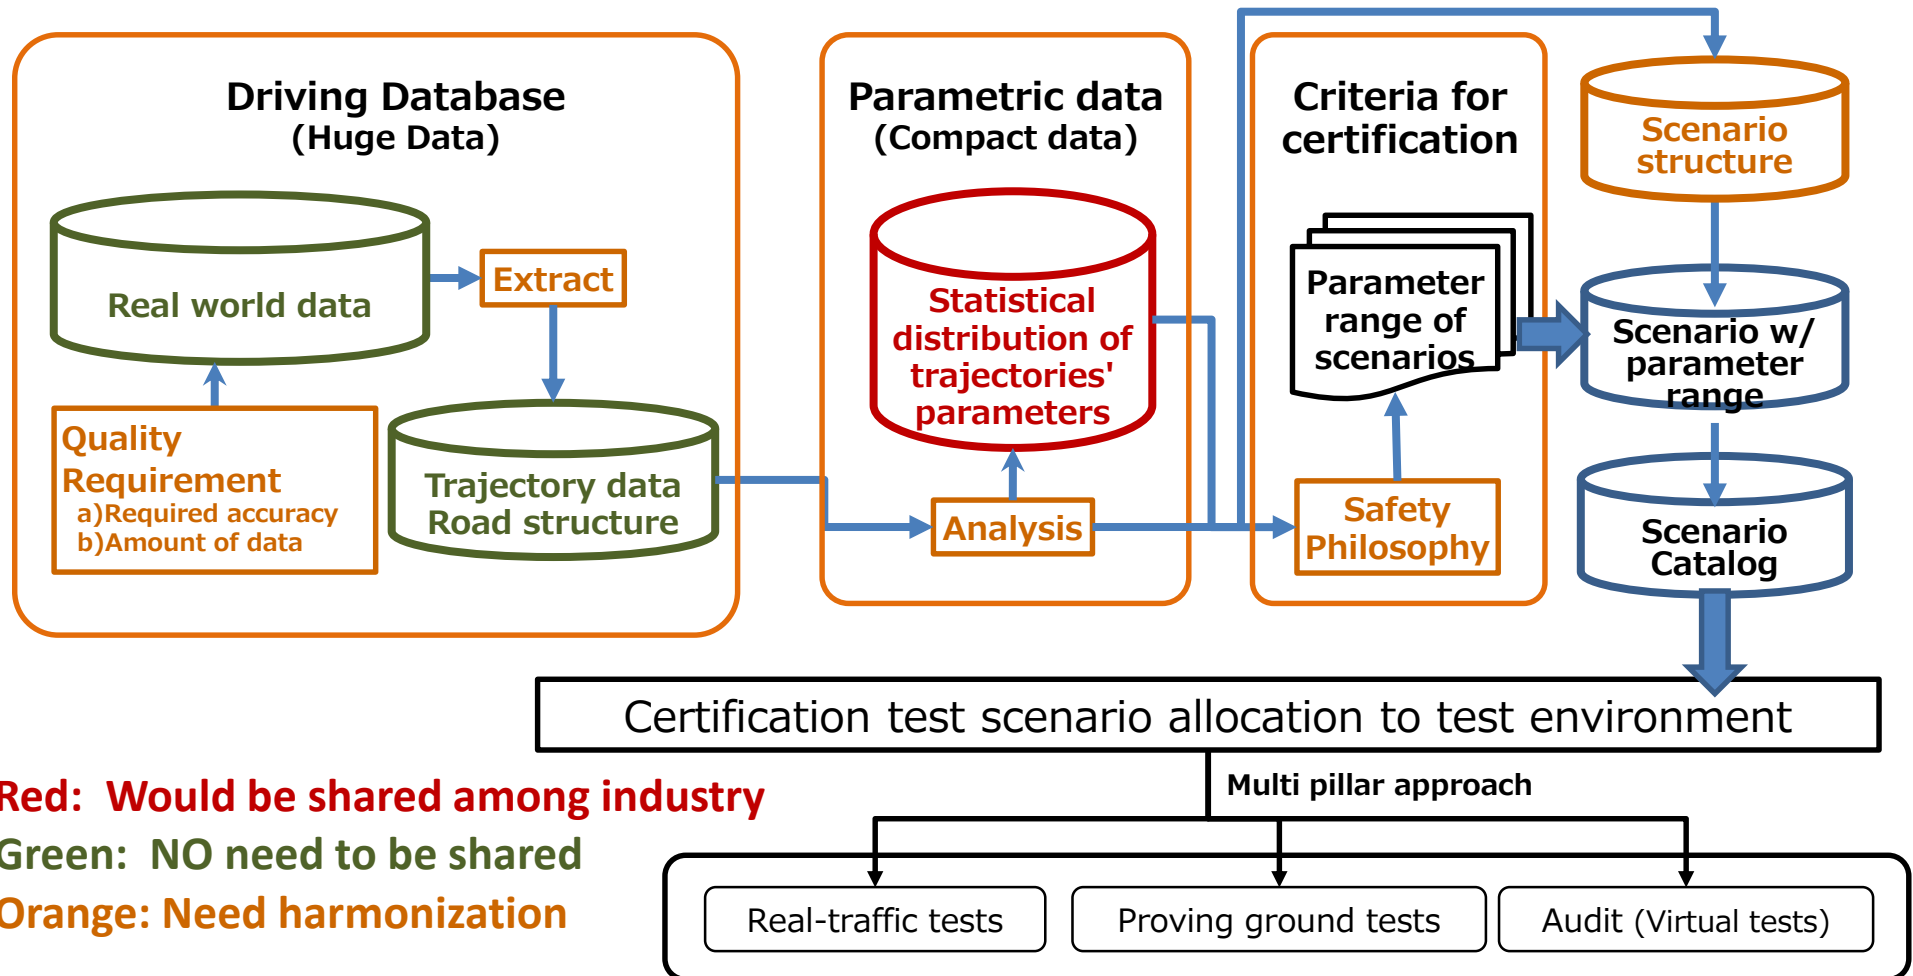 Driving Database
(Huge Data)
Real world data
Extract
Quality
Requirement
a)Required accuracy
b)Amount of data
Trajectory data
Road structure
Parametric data
(Compact data)
Statistical
distribution of
trajectories'
parameters
Analysis
Criteria for
certification
Parameter
range of
scenarios
Safety
Philosophy
Scenario
structure
Scenario w/
parameter
range
Scenario
Catalog
Certification test scenario allocation to test environment
Multi pillar approach
Red: Would be shared among industry
Green: NO need to be shared
Orange: Need harmonization
Real-traffic tests
Proving ground tests
Audit (Virtual tests)